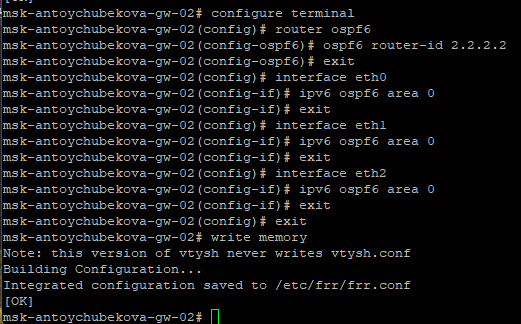 [OK]
msk-antoychubekova-gw-02# configure terminal
msk-antoychubekova-gw-02(config)# router ospf6
msk-antoychubekova-gw-02(config-ospf6)# ospf6 router-id 2.2.2.2
msk-antoychubekova-gw-02(config-ospf6)# exit
msk-antoychubekova-gw-02(config)# interface eth0
msk-antoychubekova-gw-02(config-if)# ipv6 ospf6 area 0
msk-antoychubekova-gw-02(config-if)# exit
msk-antoychubekova-gw-02(config)# interface eth1
msk-antoychubekova-gw-02(config-if)# ipv6 ospf6 area 0
msk-antoychubekova-gw-02(config-if)# exit
msk-antoychubekova-gw-02(config)# interface eth2
msk-antoychubekova-gw-02(config-if)# ipv6 ospf6 area 0
msk-antoychubekova-gw-02(config-if)# exit
msk-antoychubekova-gw-02(config)# exit
msk-antoychubekova-gw-02# write memory
Note: this version of vtysh never writes vtysh.conf
Building Configuration...
Integrated configuration saved to /etc/frr/frr.conf
[OK]
msk-antoychubekova-gw-02#